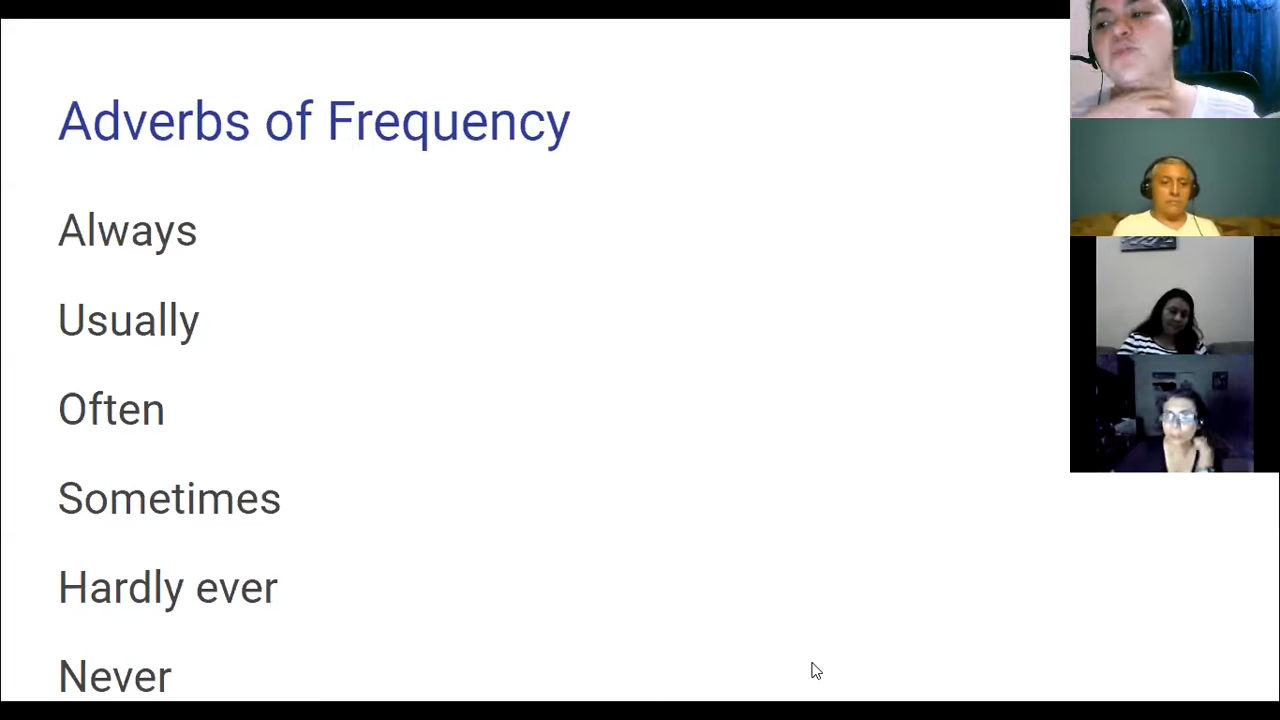 Adverbs of Frequency
Always
Usually
Often
Sometimes
Hardly ever
Never